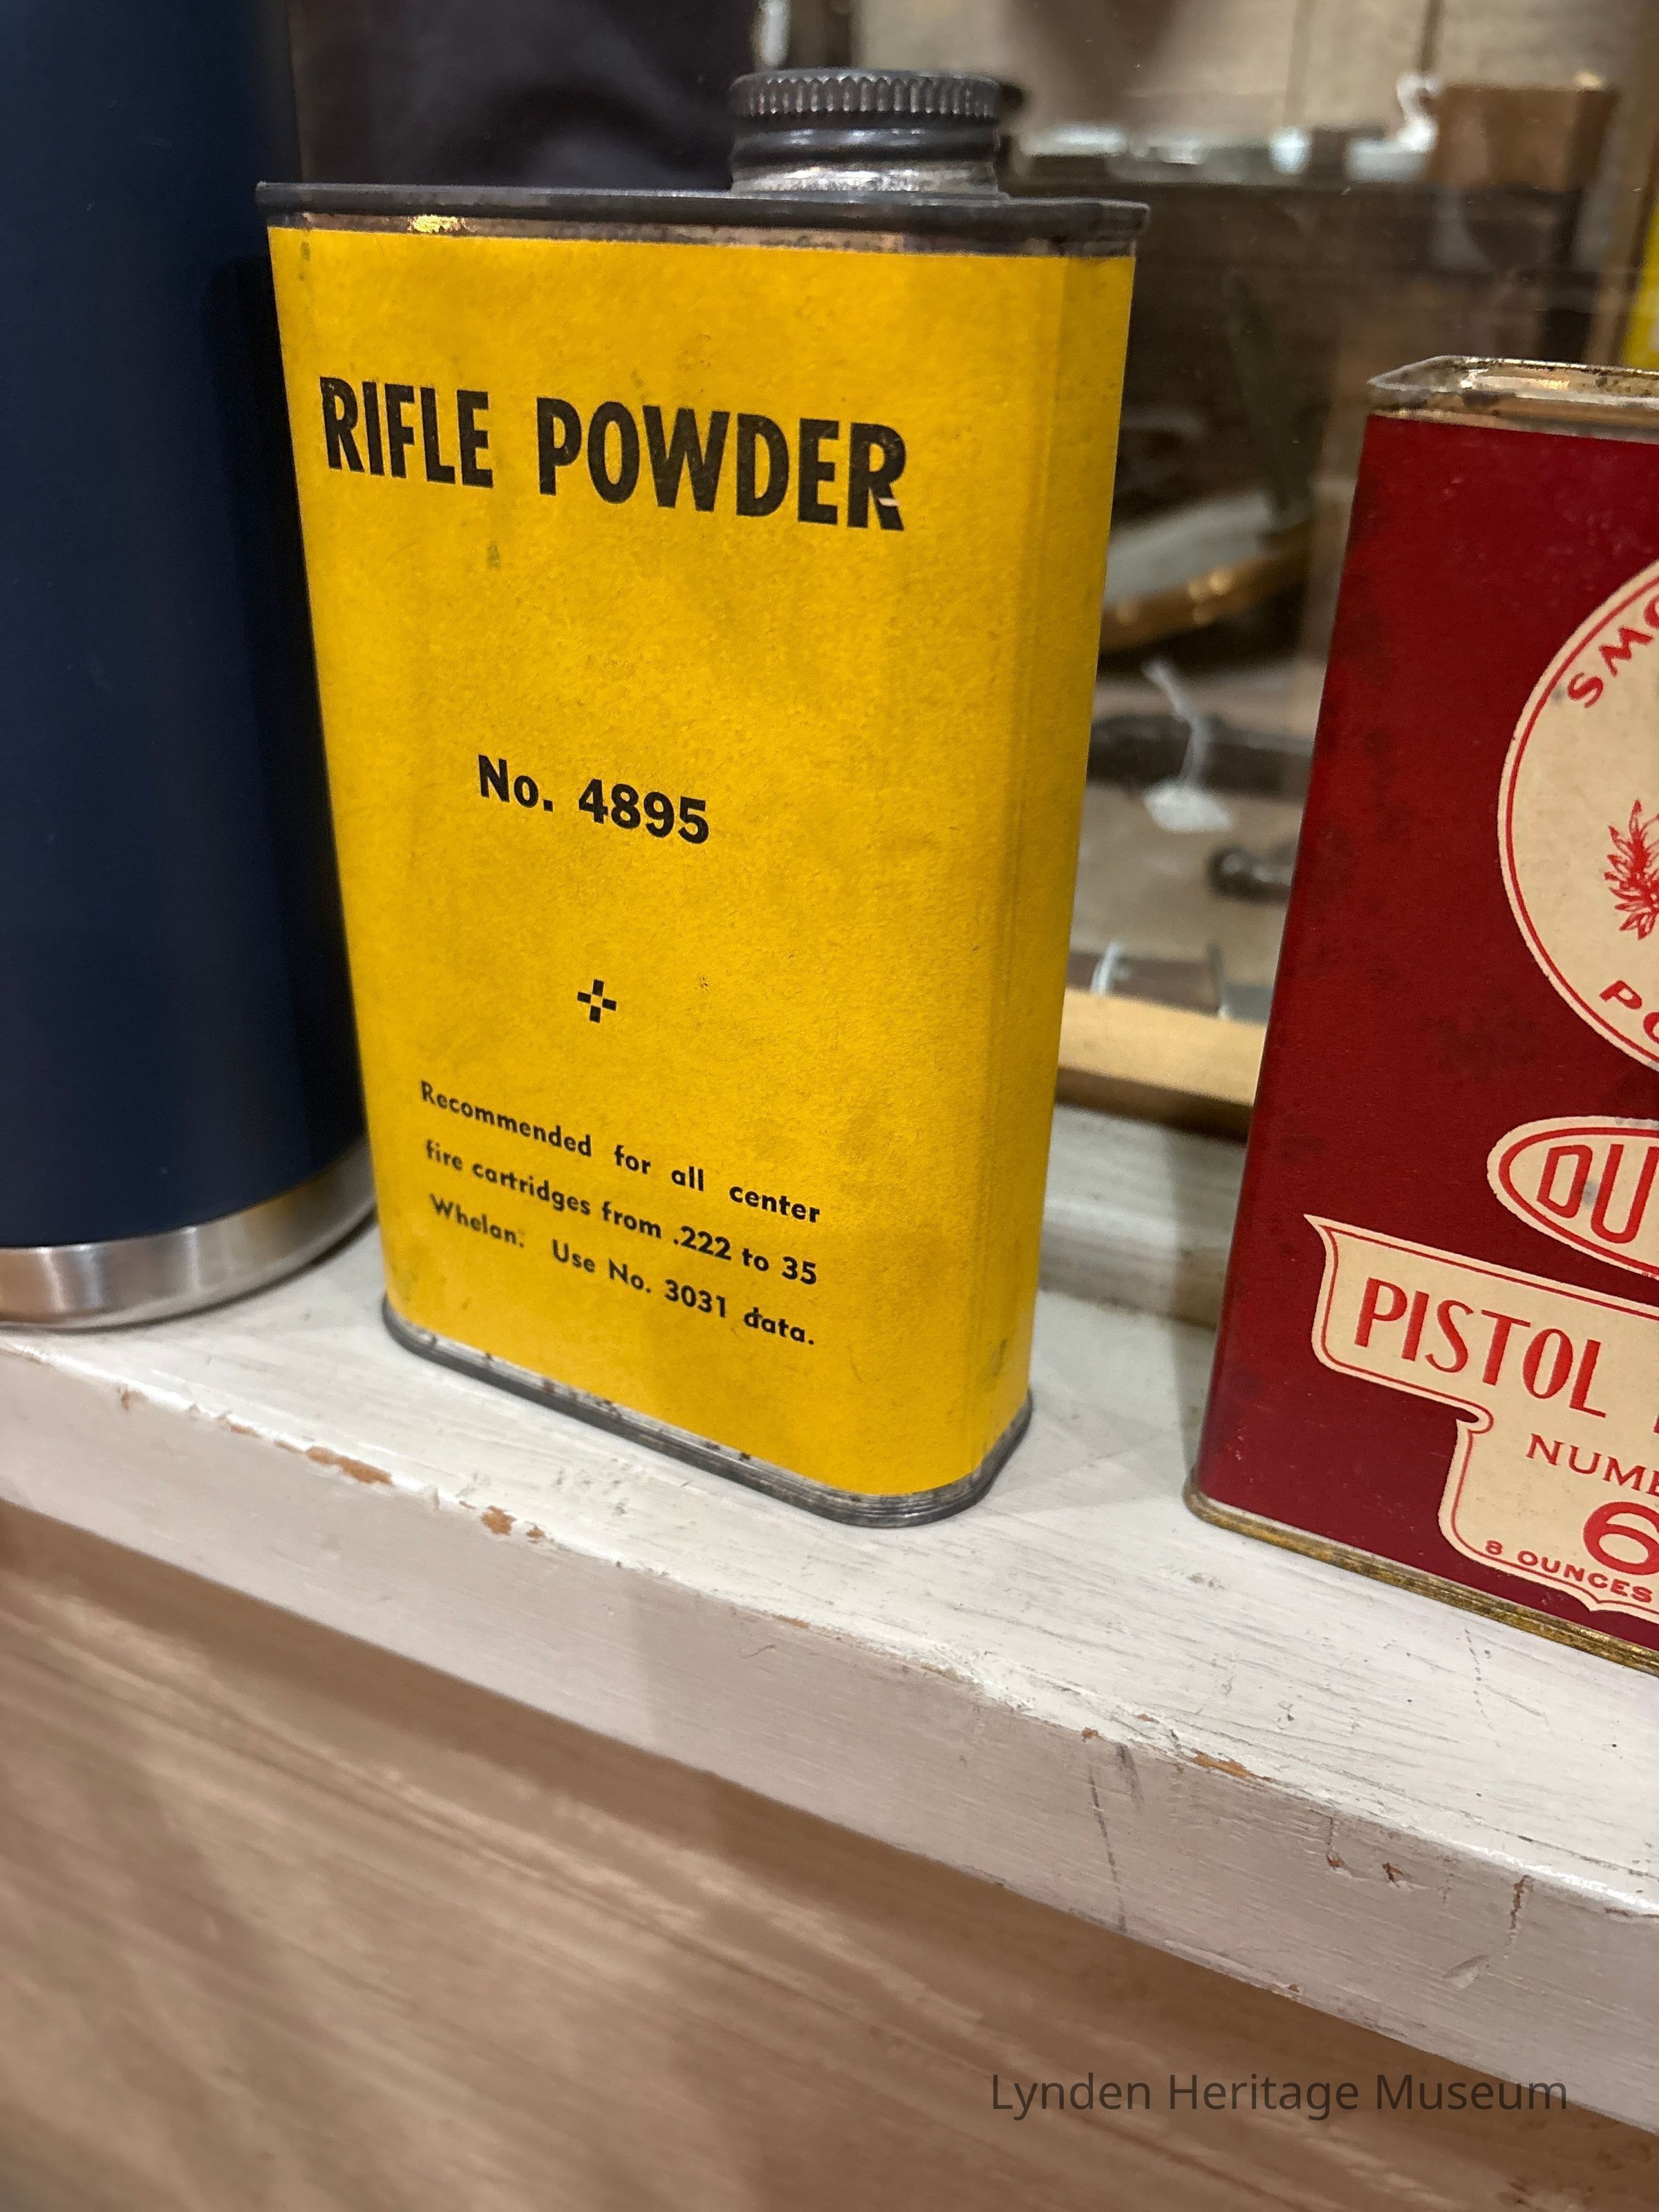 RIFLE POWDER
No. 4895
Recommended for all center
fire cartridges from .222 to 35
Whelan. Use No. 3031 data.
PISTOL
8 OUNCES
Lynden Heritage Museum